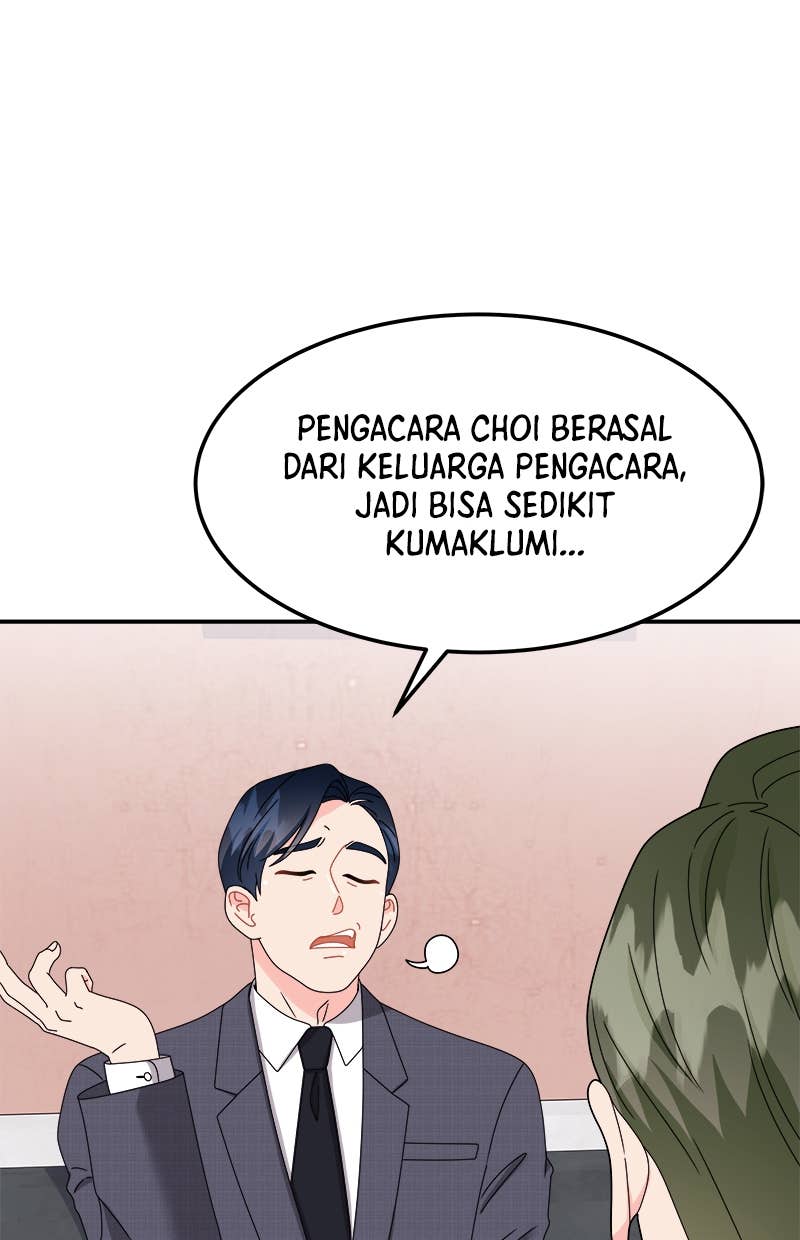 PENGACARA CHOI BERASAL
DARI KELUARGA PENGACARA,
JADI BISA SEDIKIT
KUMAKLUMI...